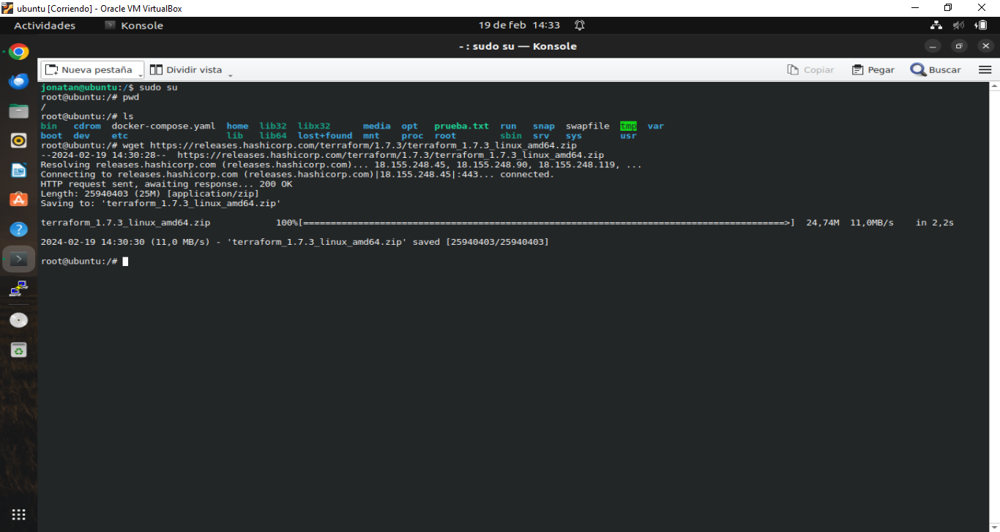 ubuntu [Corriendo] - Oracle VM VirtualBox
Actividades Konsole 19 de feb 14:33
- : sudo su — Konsole
Nueva pestaña Dividir vista Copiar Pegar Buscar
jonatan@ubuntu:/$ sudo su
root@ubuntu:/# pwd
/
root@ubuntu:/# ls
bin cdrom docker-compose.yaml home lib32 libx32 media opt prueba.txt run snap swapfile tmp var
boot dev etc lib lib64 lost+found mnt proc root sbin srv sys usr
root@ubuntu:/# wget https://releases.hashicorp.com/terraform/1.7.3/terraform_1.7.3_linux_amd64.zip
--2024-02-19 14:30:28-- https://releases.hashicorp.com/terraform/1.7.3/terraform_1.7.3_linux_amd64.zip
Resolving releases.hashicorp.com (releases.hashicorp.com)... 18.155.248.45, 18.155.248.90, 18.155.248.119, ...
Connecting to releases.hashicorp.com (releases.hashicorp.com)|18.155.248.45|:443... connected.
HTTP request sent, awaiting response... 200 OK
Length: 25940403 (25M) [application/zip]
Saving to: 'terraform_1.7.3_linux_amd64.zip'
terraform_1.7.3_linux_amd64.zip 100%[========================================================================================>] 24,74M 11,0MB/s in 2,2s
2024-02-19 14:30:30 (11,0 MB/s) - 'terraform_1.7.3_linux_amd64.zip' saved [25940403/25940403]
root@ubuntu:/#